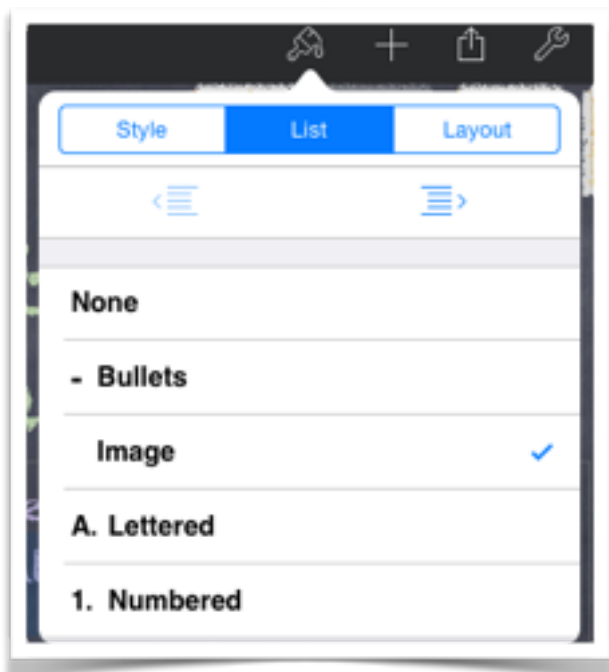 Style List Layout
None
- Bullets
Image
A. Lettered
1. Numbered